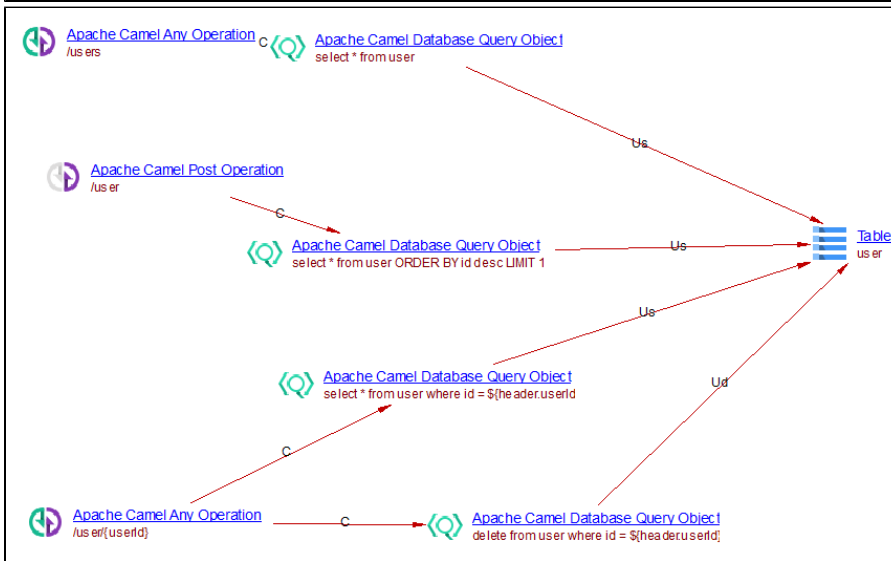 Apache Camel Any Operation
/users
C
Apache Camel Database Query Object
select * from user
Us
Apache Camel Post Operation
/user
C
Apache Camel Database Query Object
select * from user ORDER BY id desc LIMIT 1
Us
Table
user
Us
Apache Camel Database Query Object
select * from user where id = ${header.userId
Ud
C
Apache Camel Any Operation
/user/{userId}
C
Apache Camel Database Query Object
delete from user where id = ${header.userId}